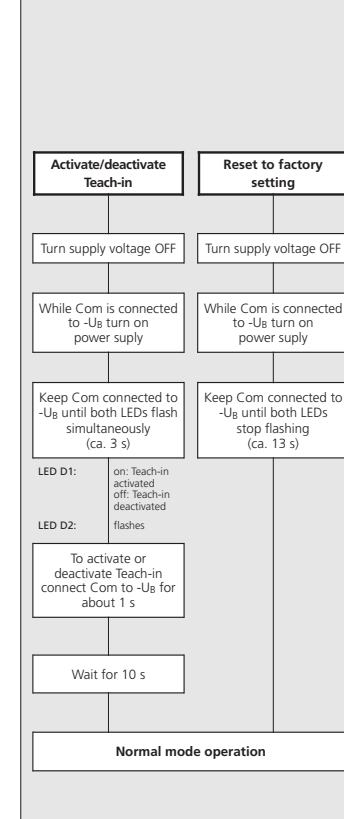 Activate/deactivate
Teach-in
Turn supply voltage OFF
While Com is connected
to -UB turn on
power suply
Keep Com connected to
-UB until both LEDs flash
simultaneously
(ca. 3 s)
LED D1: on: Teach-in
activated
off: Teach-in
deactivated
LED D2: flashes
To activate or
deactivate Teach-in
connect Com to -UB for
about 1 s
Wait for 10 s
Reset to factory
setting
Turn supply voltage OFF
While Com is connected
to -UB turn on
power suply
Keep Com connected to
-UB until both LEDs
stop flashing
(ca. 13 s)
Normal mode operation